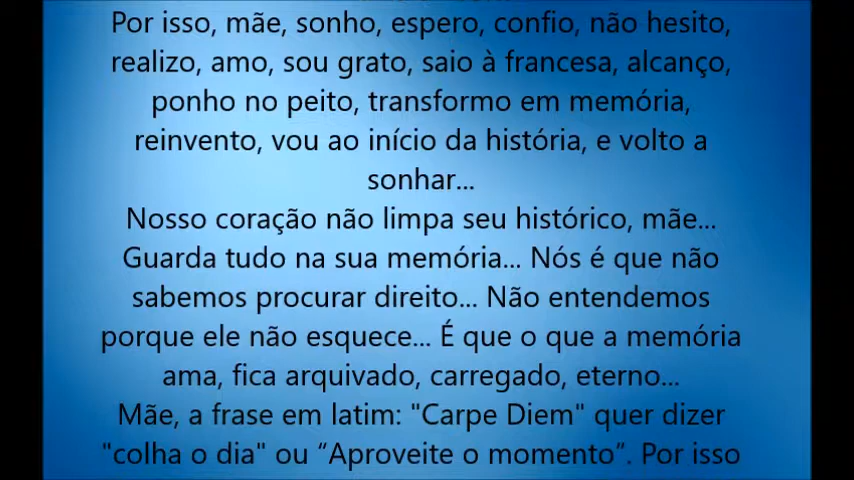 Por isso, mãe, sonho, espero, confio, não hesito,
realizo, amo, sou grato, saio à francesa, alcanço,
ponho no peito, transformo em memória,
reinvento, vou ao início da história, e volto a
sonhar...
Nosso coração não limpa seu histórico, mãe...
Guarda tudo na sua memória... Nós é que não
sabemos procurar direito... Não entendemos
porque ele não esquece... É que o que a memória
ama, fica arquivado, carregado, eterno...
Mãe, a frase em latim: "Carpe Diem" quer dizer
"colha o dia" ou “Aproveite o momento”. Por isso